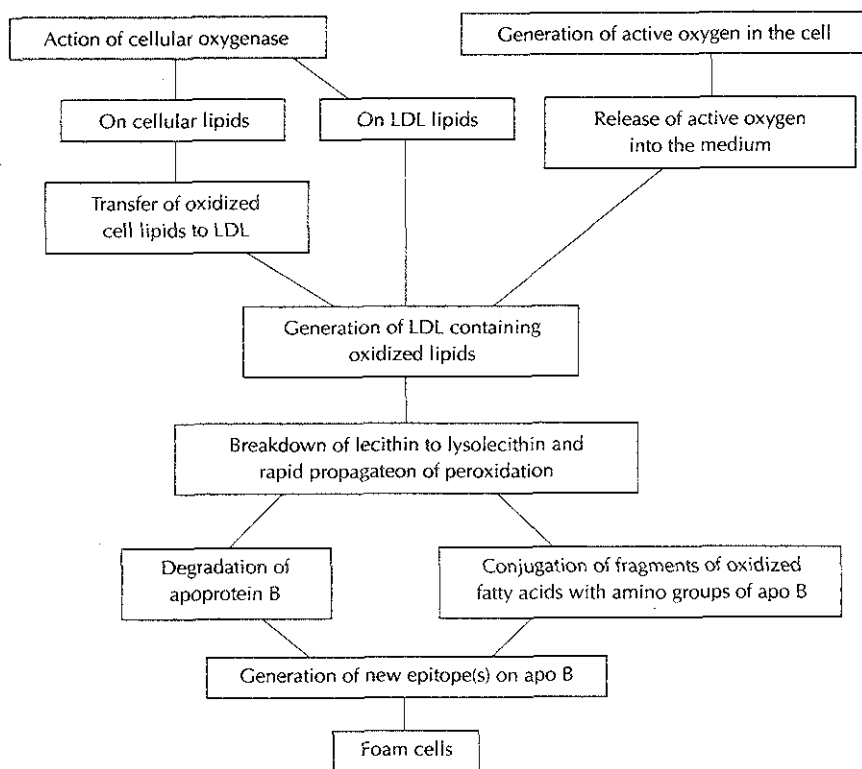 Action of cellular oxygenase
Generation of active oxygen in the cell
On cellular lipids
On LDL lipids
Release of active oxygen
into the medium
Transfer of oxidized
cell lipids to LDL
Generation of LDL containing
oxidized lipids
Breakdown of lecithin to lysolecithin and
rapid propagateon of peroxidation
Degradation of
apoprotein B
Conjugation of fragments of oxidized
fatty acids with amino groups of apo B
Generation of new epitope(s) on apo B
Foam cells